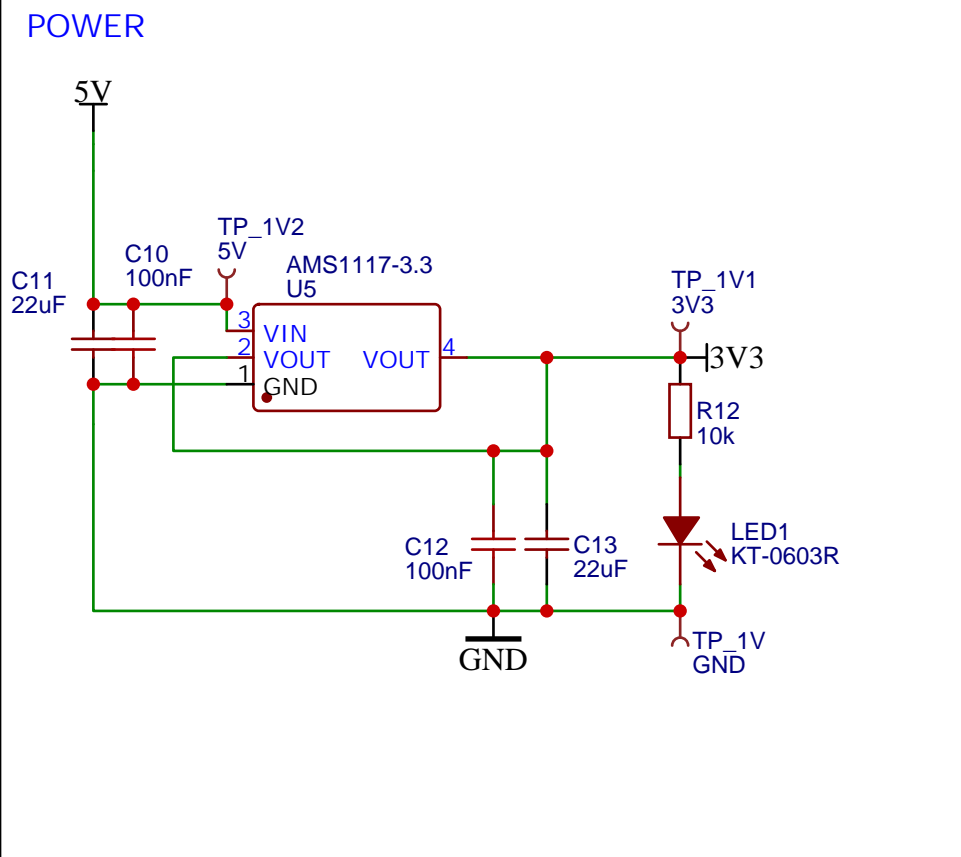 POWER
5V
TP_1V2
5V
C10
100nF
C11
22uF
AMS1117-3.3
U5
TP_1V1
3V3
3
VIN
2
VOUT
VOUT
4
1
GND
3V3
R12
10k
C12
100nF
C13
22uF
LED1
KT-0603R
GND
TP_1V
GND